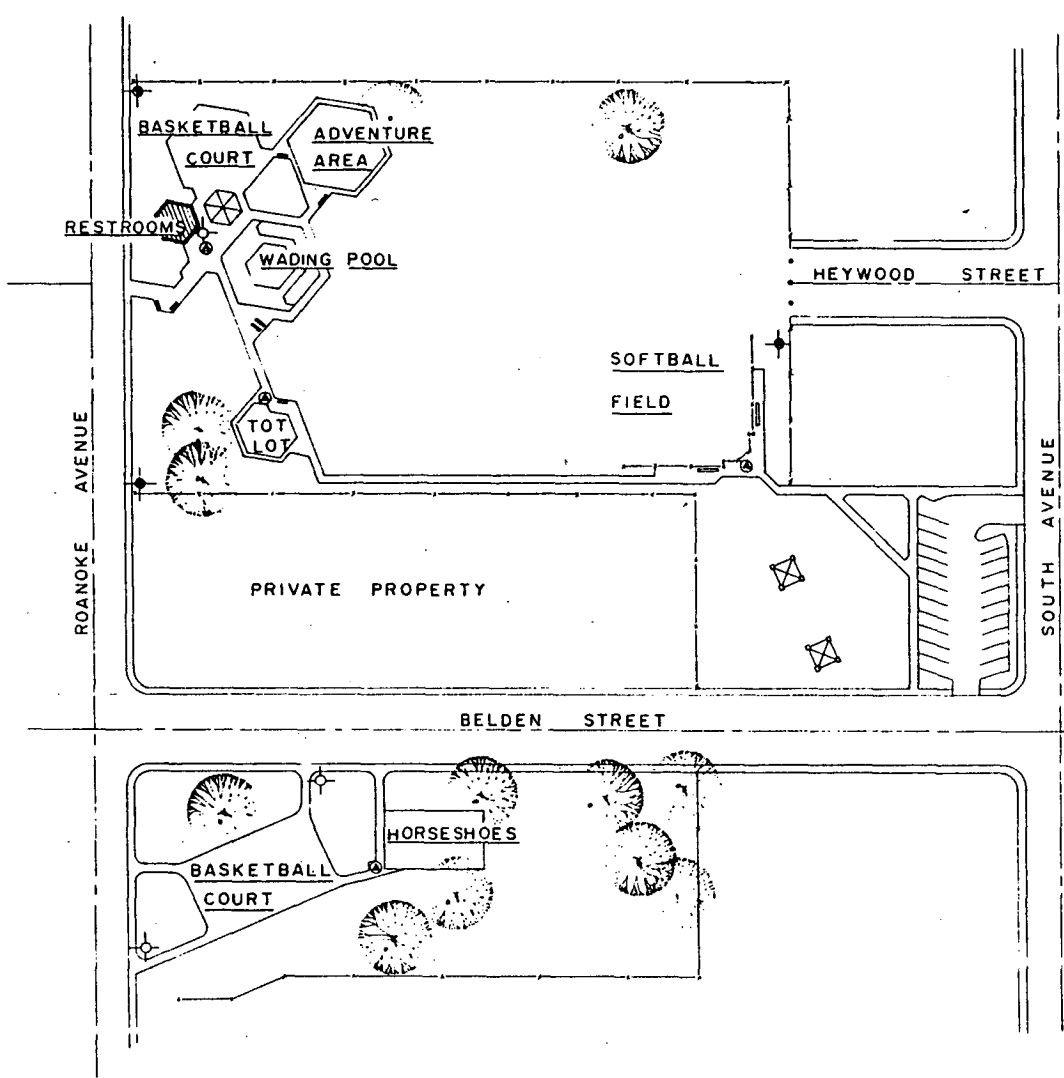 BASKETBALL
COURT
ADVENTURE
AREA
RESTROOMS
WADING POOL
HEYWOOD STREET
SOFTBALL
FIELD
TOT
LOT
ROANOKE AVENUE
SOUTH AVENUE
PRIVATE PROPERTY
BELDEN STREET
HORSESHOES
BASKETBALL
COURT